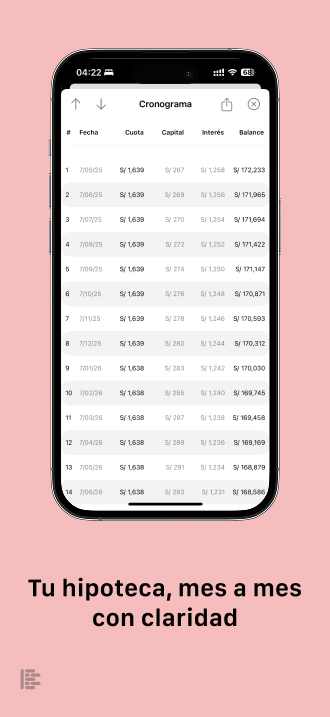 04:22
68
Cronograma
# Fecha Cuota Capital Interés Balance
1 7/05/25 S/ 1,639 S/ 267 S/ 1,258 S/ 172,233
2 7/06/25 S/ 1,639 S/ 269 S/ 1,256 S/ 171,965
3 7/07/25 S/ 1,639 S/ 270 S/ 1,254 S/ 171,694
4 7/08/25 S/ 1,639 S/ 272 S/ 1,252 S/ 171,422
5 7/09/25 S/ 1,639 S/ 274 S/ 1,250 S/ 171,147
6 7/10/25 S/ 1,639 S/ 276 S/ 1,248 S/ 170,871
7 7/11/25 S/ 1,639 S/ 278 S/ 1,246 S/ 170,593
8 7/12/25 S/ 1,639 S/ 280 S/ 1,244 S/ 170,312
9 7/01/26 S/ 1,638 S/ 283 S/ 1,242 S/ 170,030
10 7/02/26 S/ 1,638 S/ 285 S/ 1,240 S/ 169,745
11 7/03/26 S/ 1,638 S/ 287 S/ 1,238 S/ 169,458
12 7/04/26 S/ 1,638 S/ 289 S/ 1,236 S/ 169,169
13 7/05/26 S/ 1,638 S/ 291 S/ 1,234 S/ 168,879
14 7/06/26 S/ 1,638 S/ 293 S/ 1,231 S/ 168,586
Tu hipoteca, mes a mes
con claridad